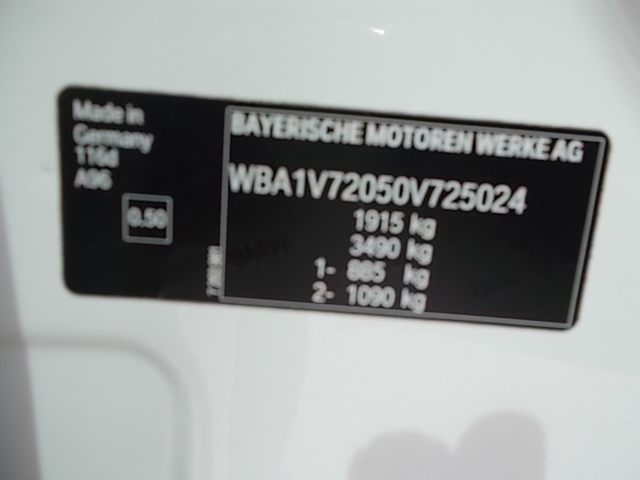 Made in
Germany
116d
A96
0.50
BAYERISCHE MOTOREN WERKE AG
WBA1V72050V725024
1915 kg
3490 kg
1- 885 kg
2- 1090 kg